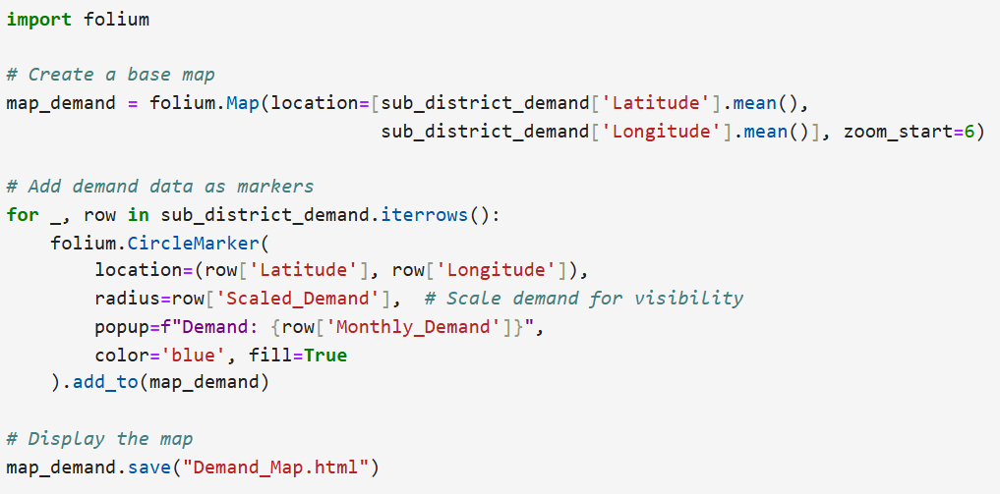 import folium
# Create a base map
map_demand = folium.Map(location=[sub_district_demand['Latitude'].mean(),
                                  sub_district_demand['Longitude'].mean()], zoom_start=6)
# Add demand data as markers
for _, row in sub_district_demand.iterrows():
    folium.CircleMarker(
        location=(row['Latitude'], row['Longitude']),
        radius=row['Scaled_Demand'],  # Scale demand for visibility
        popup=f"Demand: {row['Monthly_Demand']}",
        color='blue', fill=True
    ).add_to(map_demand)
# Display the map
map_demand.save("Demand_Map.html")